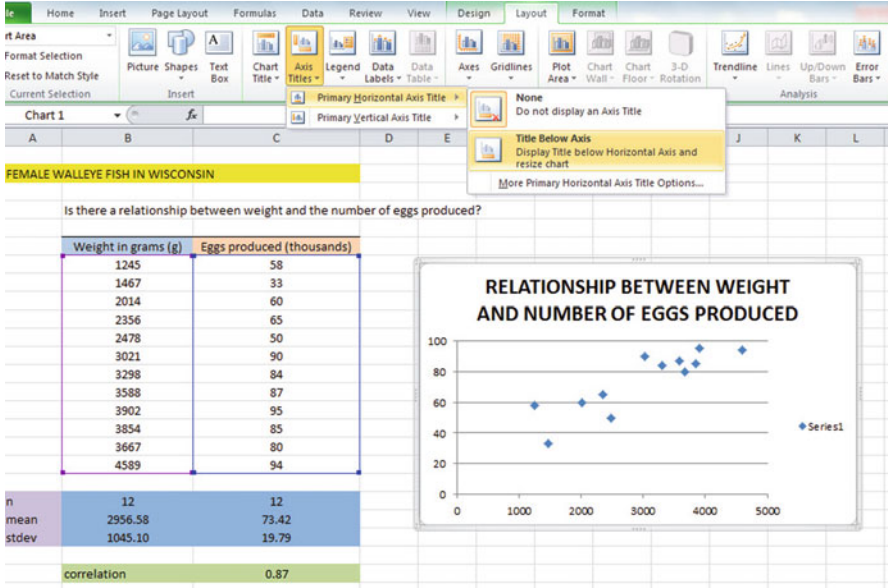 le Home Insert Page Layout Formulas Data Review View Design Layout Format
rt Area
Format Selection
Reset to Match Style
Current Selection
Picture Shapes Text Box
Insert
Chart Title Axis Titles Legend Data Labels Data Table
Axes Gridlines
Plot Area Chart Wall Chart Floor 3-D Rotation
Trendline Lines Up/Down Bars Error Bars
Analysis
Primary Horizontal Axis Title
Primary Vertical Axis Title
None
Do not display an Axis Title
Title Below Axis
Display Title below Horizontal Axis and
resize chart
More Primary Horizontal Axis Title Options...
Chart 1 fx
A B C D E J K L
FEMALE WALLEYE FISH IN WISCONSIN
Is there a relationship between weight and the number of eggs produced?
Weight in grams (g) Eggs produced (thousands)
1245 58
1467 33
2014 60
2356 65
2478 50
3021 90
3298 84
3588 87
3902 95
3854 85
3667 80
4589 94
n 12 12
mean 2956.58 73.42
stdev 1045.10 19.79
correlation 0.87
RELATIONSHIP BETWEEN WEIGHT
AND NUMBER OF EGGS PRODUCED
100
80
60
40
20
0
0 1000 2000 3000 4000 5000
Series1